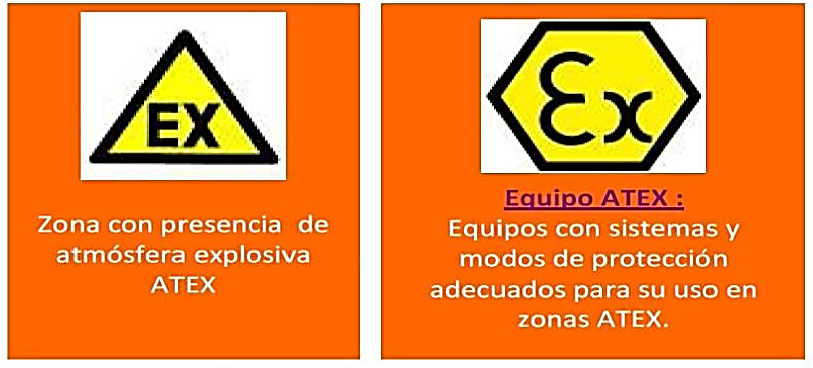 EX
Zona con presencia de
atmósfera explosiva
ATEX
Ex
Equipo ATEX :
Equipos con sistemas y
modos de protección
adecuados para su uso en
zonas ATEX.